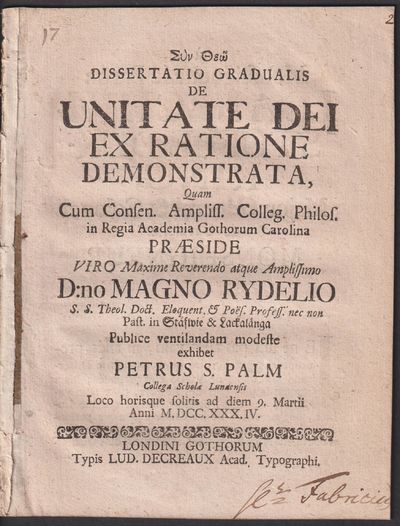 17
2
Σὺν Θεῷ
DISSERTATIO GRADUALIS
DE
UNITATE DEI
EX RATIONE
DEMONSTRATA,
Quam
Cum Consen. Ampliss. Colleg. Philos.
in Regia Academia Gothorum Carolina
PRÆSIDE
VIRO Maxime Reverendo atque Amplissimo
D:no MAGNO RYDELIO
S. S. Theol. Doct. Eloquent. & Poës. Profess. nec non
Past. in Stäfwie & Lackalänga
Publice ventilandam modeste
exhibet
PETRUS S. PALM
Collega Scholæ Lundensis
Loco horisque solitis ad diem 9. Martii
Anni M.DCC.XXX.IV.
LONDINI GOTHORUM
Typis LUD. DECREAUX Acad. Typographi.
Fabricius